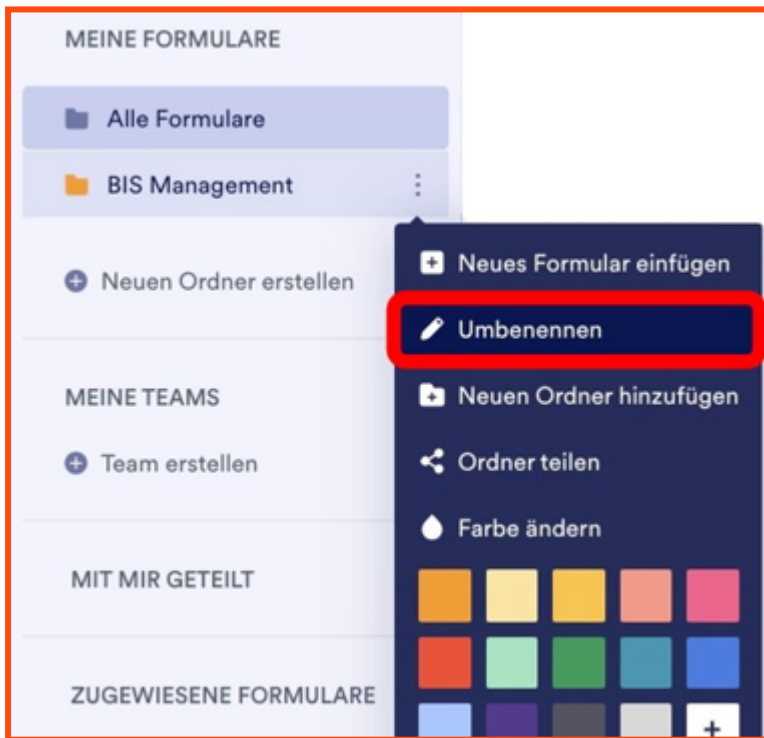 MEINE FORMULARE
Alle Formulare
BIS Management
Neuen Ordner erstellen
MEINE TEAMS
Team erstellen
MIT MIR GETEILT
ZUGEWIESENE FORMULARE
Neues Formular einfügen
Umbenennen
Neuen Ordner hinzufügen
Ordner teilen
Farbe ändern